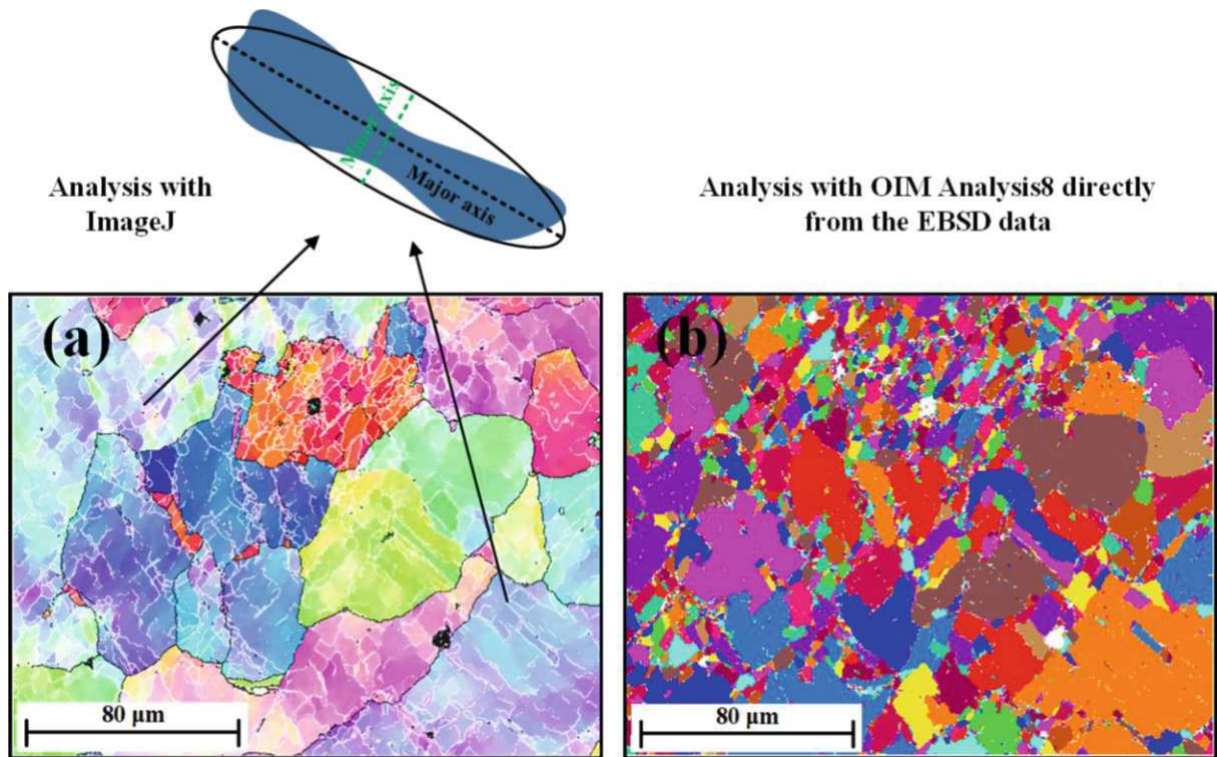 Minor axis
Major axis
Analysis with
ImageJ
Analysis with OIM Analysis8 directly
from the EBSD data
(a)
(b)
80 µm
80 µm